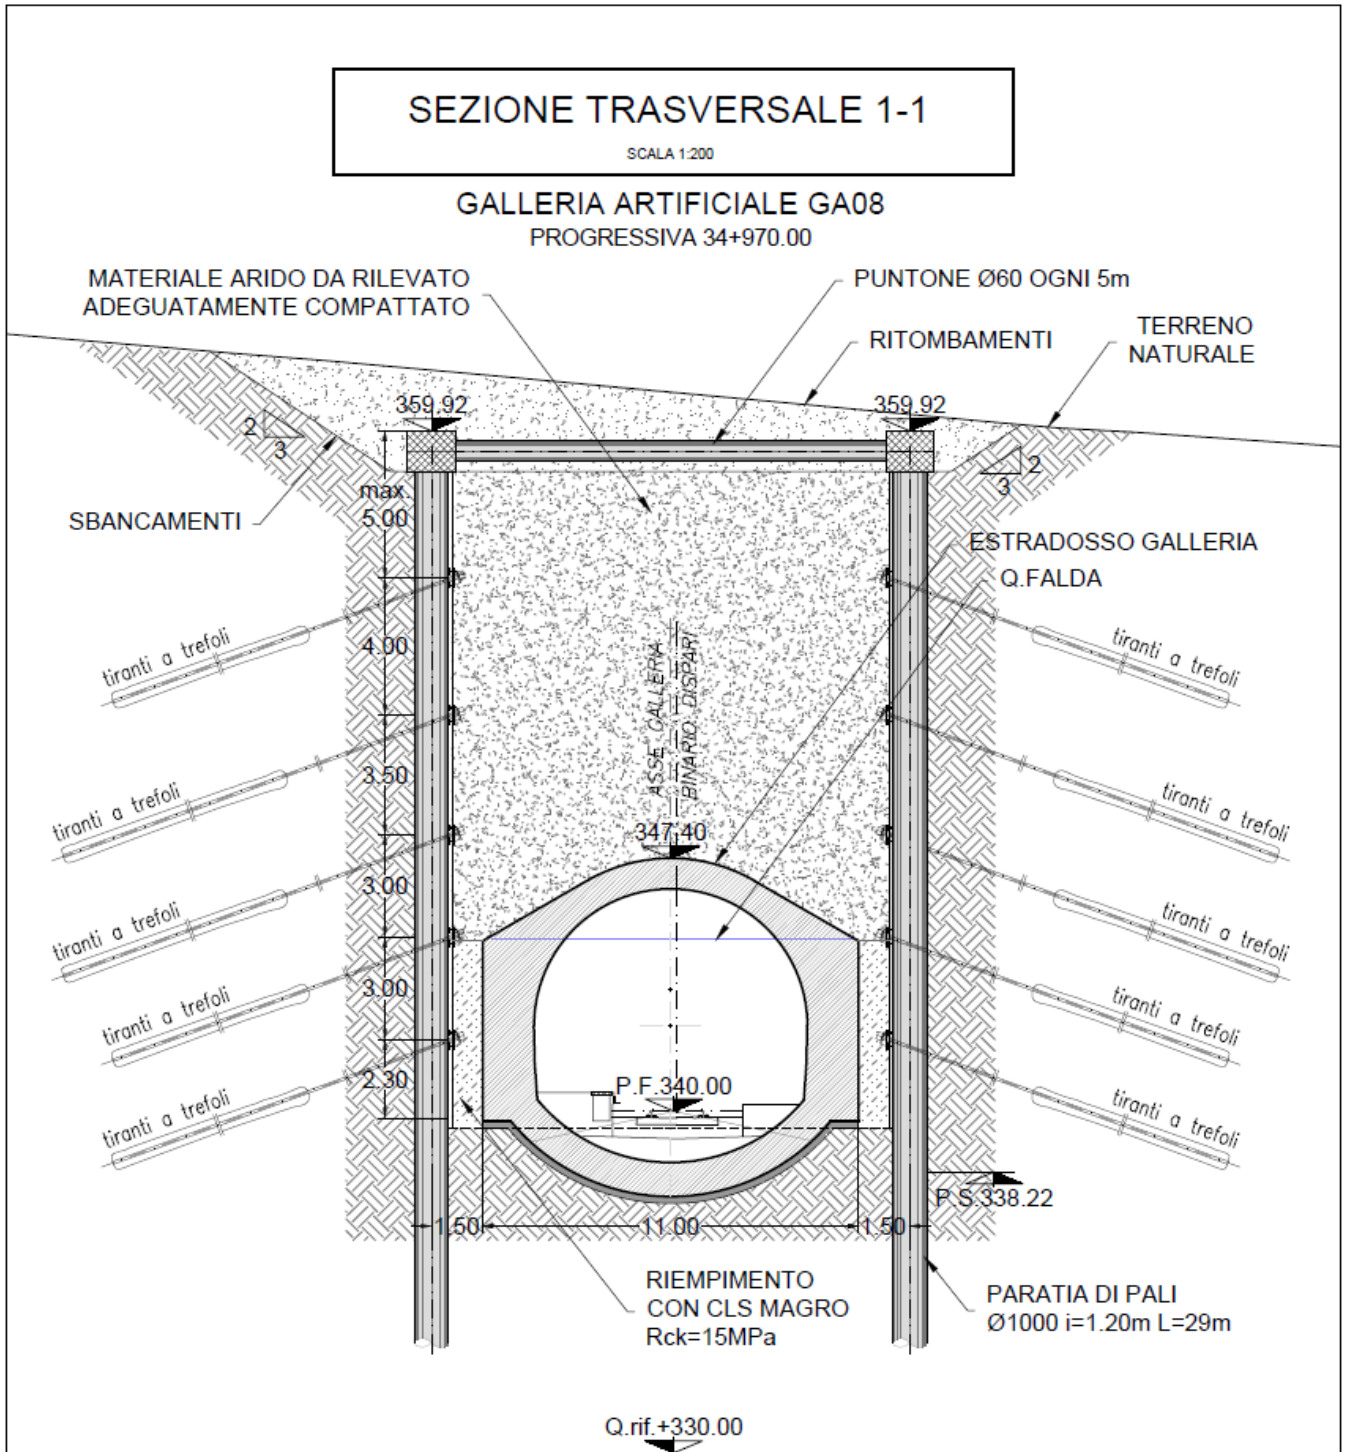 SEZIONE TRASVERSALE 1-1
SCALA 1:200
GALLERIA ARTIFICIALE GA08
PROGRESSIVA 34+970.00
MATERIALE ARIDO DA RILEVATO
ADEGUATAMENTE COMPATTATO
PUNTONE Ø60 OGNI 5m
RITOMBAMENTI
TERRENO
NATURALE
359.92
359.92
2
3
2
3
SBANCAMENTI
max.
5.00
ESTRADOSSO GALLERIA
Q.FALDA
tiranti a trefoli
4.00
tiranti a trefoli
ASSE GALLERIA
BINARIO DISPARI
tiranti a trefoli
3.50
tiranti a trefoli
347.40
tiranti a trefoli
3.00
tiranti a trefoli
tiranti a trefoli
3.00
tiranti a trefoli
2.30
P.F.340.00
tiranti a trefoli
tiranti a trefoli
P.S.338.22
1.50
11.00
1.50
RIEMPIMENTO
CON CLS MAGRO
Rck=15MPa
PARATIA DI PALI
Ø1000 i=1.20m L=29m
Q.rif.+330.00